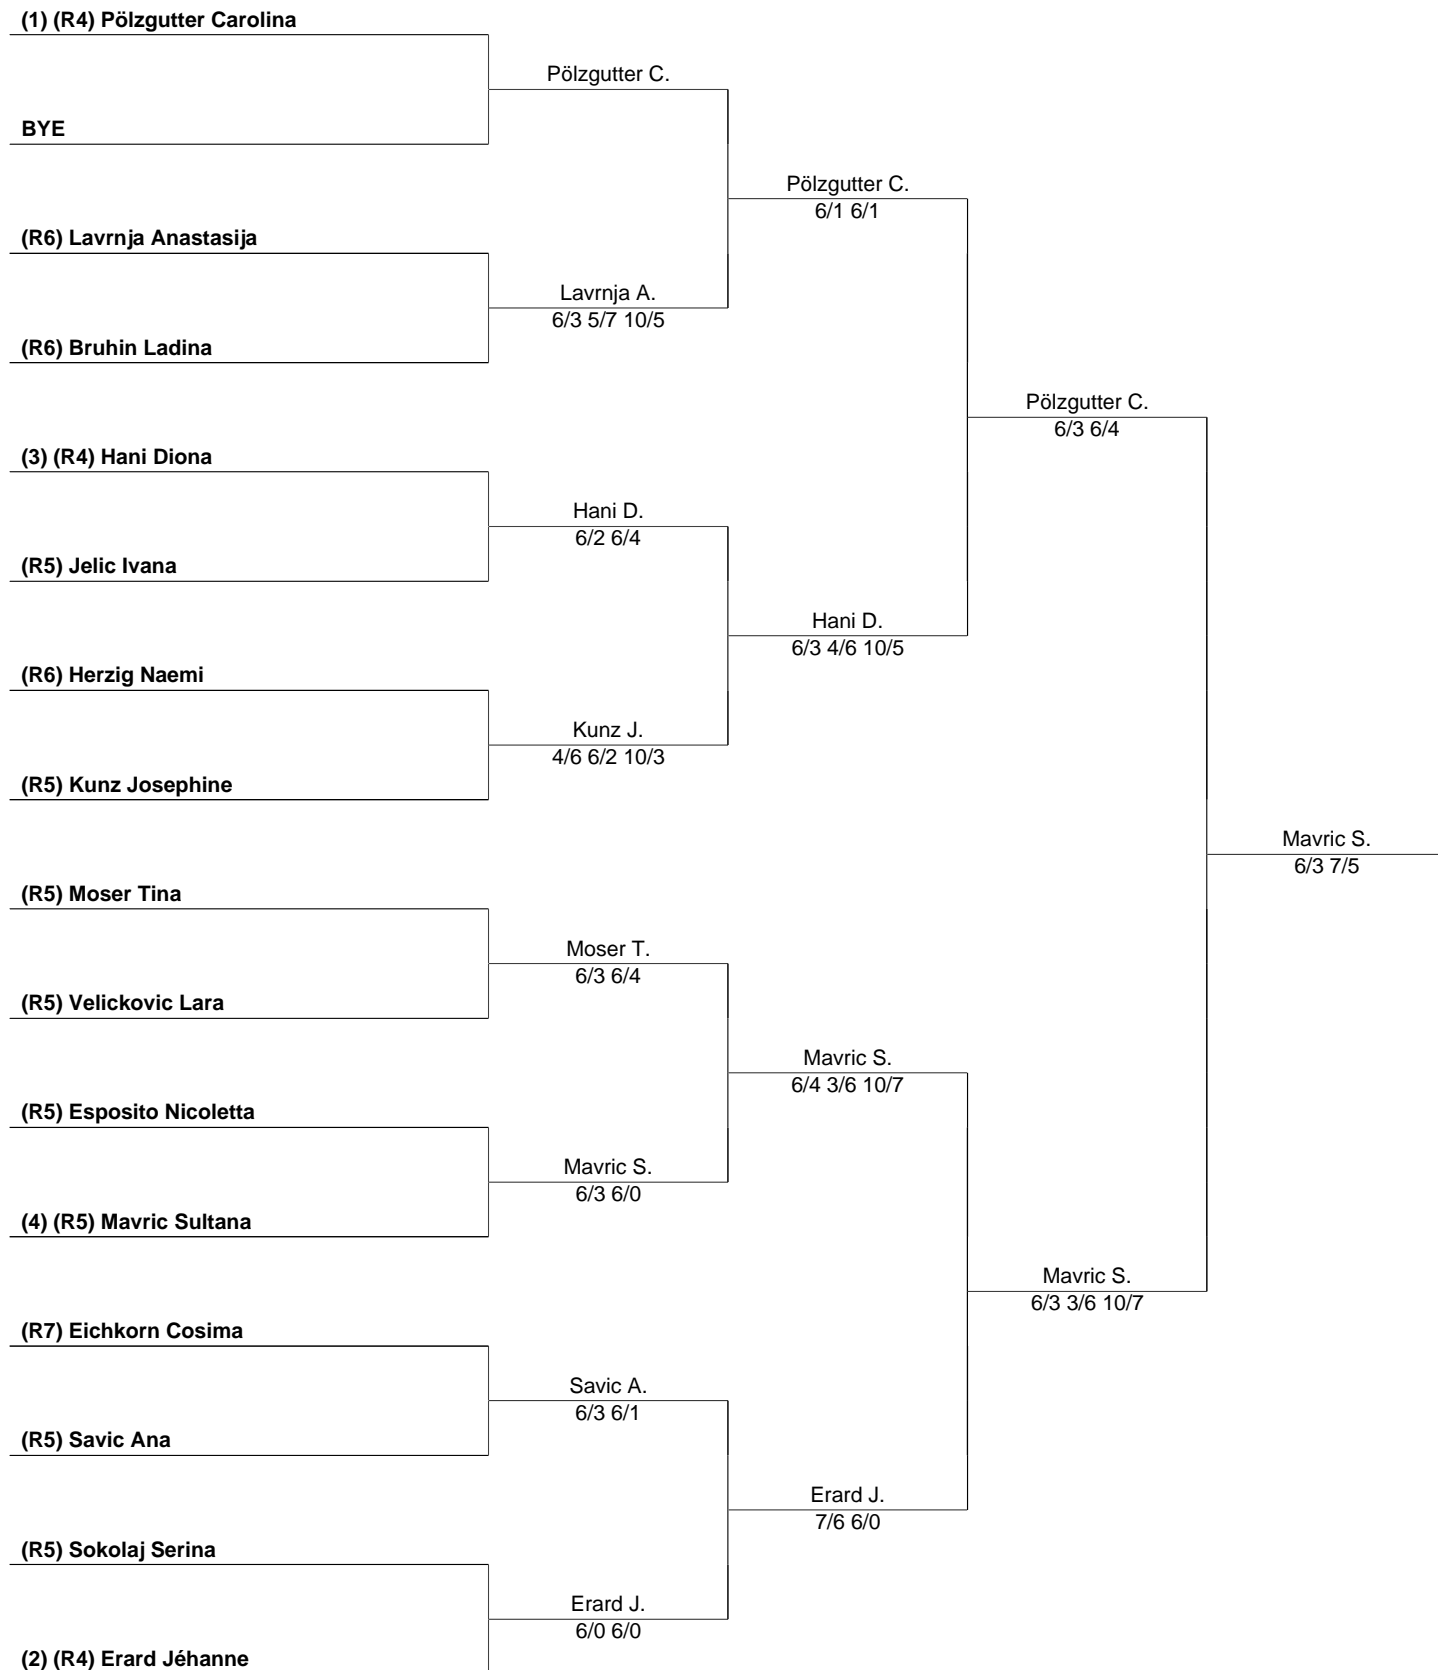 (1) (R4) Pölzgutter Carolina
Pölzgutter C.
BYE
Pölzgutter C.
6/1 6/1
(R6) Lavrnja Anastasija
Lavrnja A.
6/3 5/7 10/5
(R6) Bruhin Ladina
Pölzgutter C.
6/3 6/4
(3) (R4) Hani Diona
Hani D.
6/2 6/4
(R5) Jelic Ivana
Hani D.
6/3 4/6 10/5
(R6) Herzig Naemi
Kunz J.
4/6 6/2 10/3
(R5) Kunz Josephine
Mavric S.
6/3 7/5
(R5) Moser Tina
Moser T.
6/3 6/4
(R5) Velickovic Lara
Mavric S.
6/4 3/6 10/7
(R5) Esposito Nicoletta
Mavric S.
6/3 6/0
(4) (R5) Mavric Sultana
Mavric S.
6/3 3/6 10/7
(R7) Eichkorn Cosima
Savic A.
6/3 6/1
(R5) Savic Ana
Erard J.
7/6 6/0
(R5) Sokolaj Serina
Erard J.
6/0 6/0
(2) (R4) Erard Jéhanne